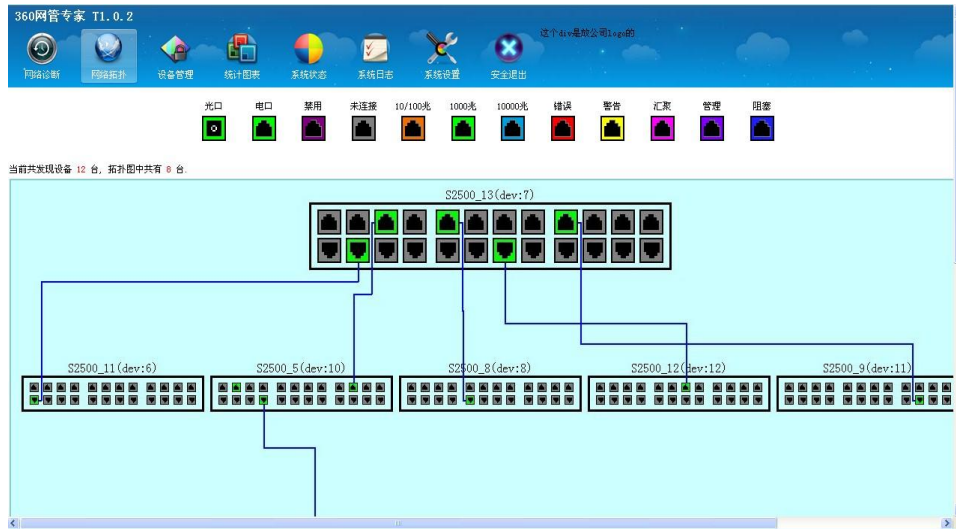 360网管专家 T1.0.2
这个div是放公司logo的
网络诊断 网络拓扑 设备管理 统计图表 系统状态 系统日志 系统设置 安全退出
光口 电口 禁用 未连接 10/100兆 1000兆 10000兆 错误 警告 汇聚 管理 阻塞
当前共发现设备 12 台, 拓扑图中共有 8 台.
S2500_13(dev:7)
S2500_11(dev:6) S2500_5(dev:10) S2500_8(dev:8) S2500_12(dev:12) S2500_9(dev:11)